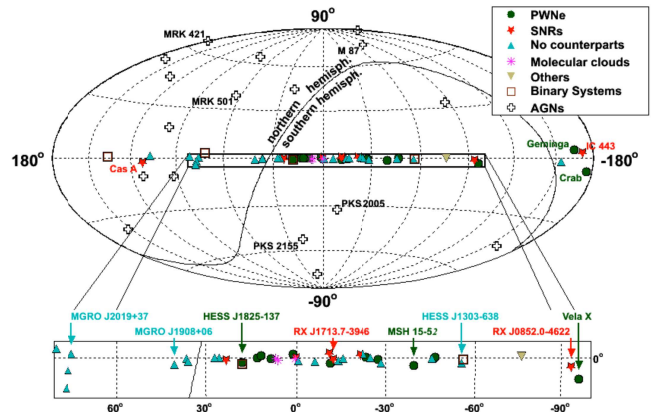 90°
PWNe
SNRs
No counterparts
Molecular clouds
Others
Binary Systems
AGNs
MRK 421
M 87
MRK 501
northern hemisph.
southern hemisph.
180°
-180°
Cas A
Geminga
IC 443
Crab
PKS 2005
PKS 2155
-90°
MGRO J2019+37
HESS J1825-137
HESS J1303-638
Vela X
MGRO J1908+06
RX J1713.7-3946
MSH 15-52
RX J0852.0-4622
0°
60°
30°
0°
-30°
-60°
-90°